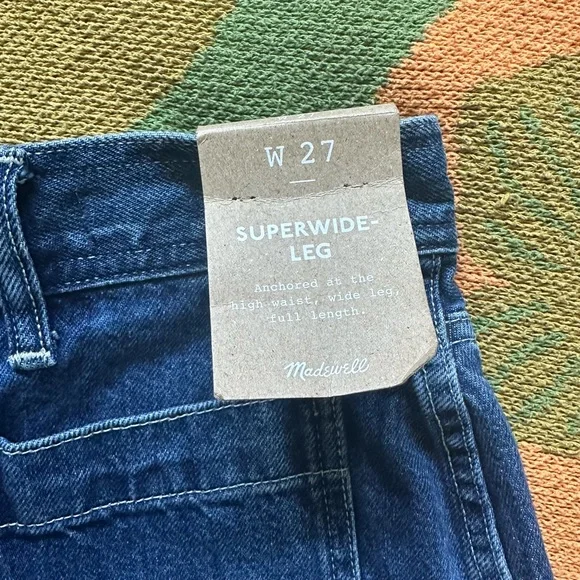 W 27
SUPERWIDE-
LEG
Anchored at the
high waist, wide leg,
full length.
Madewell